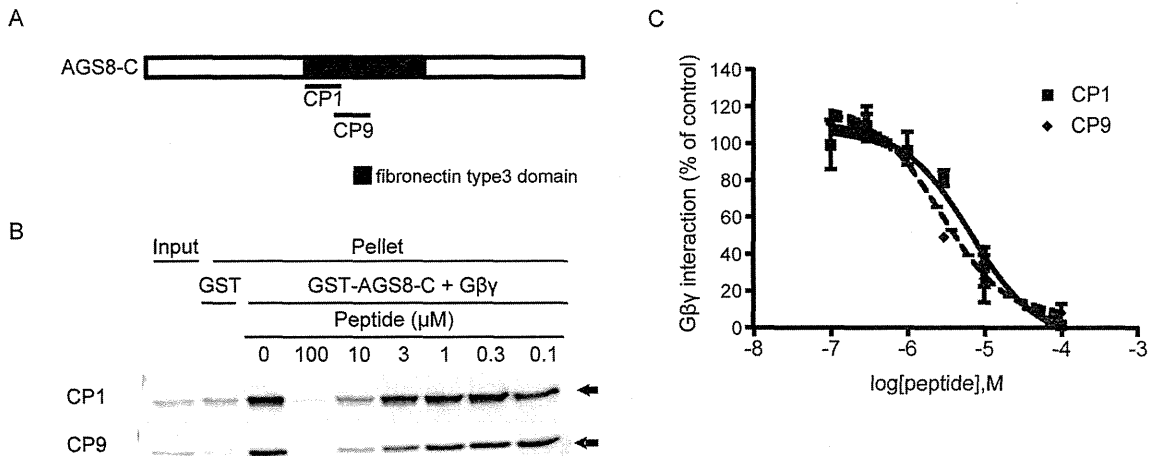 A
AGS8-C
CP1
CP9
fibronectin type3 domain
B
Input
Pellet
GST
GST-AGS8-C + Gβγ
Peptide (µM)
0 100 10 3 1 0.3 0.1
CP1
CP9
C
Gβγ interaction (% of control)
140
120
100
80
60
40
20
0
-8 -7 -6 -5 -4 -3
log[peptide],M
CP1
CP9